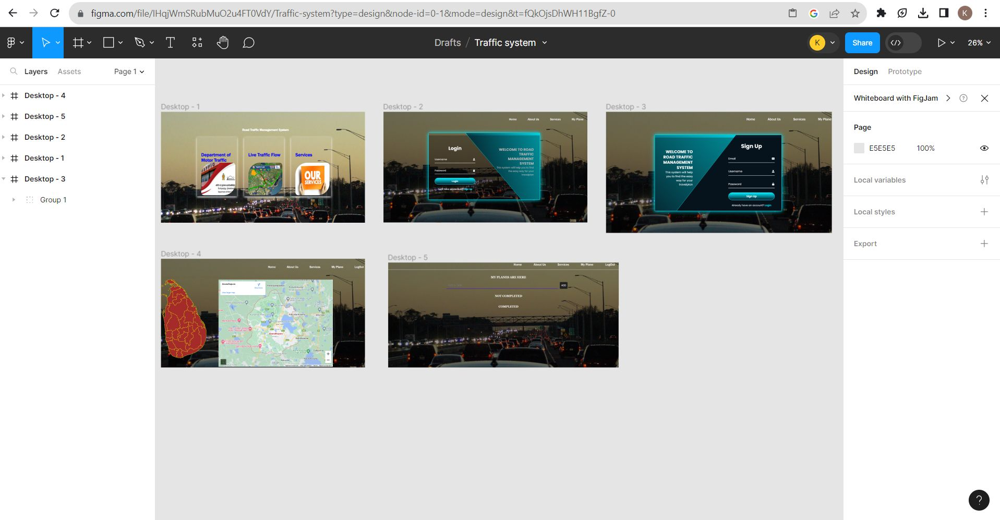 figma.com/file/IHqjWmSRubMuO2u4FT0VdY/Traffic-system?type=design&node-id=0-1&mode=design&t=fQkOjsDhWH11BgfZ-0
K
Drafts / Traffic system
K
Share
26%
Layers
Assets
Page 1
Desktop - 4
Desktop - 5
Desktop - 2
Desktop - 1
Desktop - 3
Group 1
Desktop - 1
Road Traffic Management System
Department of
Motor Traffic
Live Traffic Flow
Services
OUR
SERVICES
Desktop - 2
Home About Us Services My Plane
Login
Username
Password
Login
Don't have an account? Sign Up
WELCOME TO ROAD
TRAFFIC
MANAGEMENT
SYSTEM
This system will help you to find
the easy way for your
travelplan
Desktop - 3
Home About Us Services My Plane
WELCOME TO
ROAD TRAFFIC
MANAGEMENT
SYSTEM
This system will help
you to find the easy
way for your
travelplan
Sign Up
Email
Username
Password
Sign Up
Already have an account? Login
Desktop - 4
Home About Us Services My Plane LogOut
Anuradhapura
View larger map
Anuradhapura
Desktop - 5
Home About Us Services My Plane LogOut
MY PLANES ARE HERE
ADD
NOT COMPLETED
COMPLETED
Design
Prototype
Whiteboard with FigJam
Page
E5E5E5 100%
Local variables
Local styles
Export
?